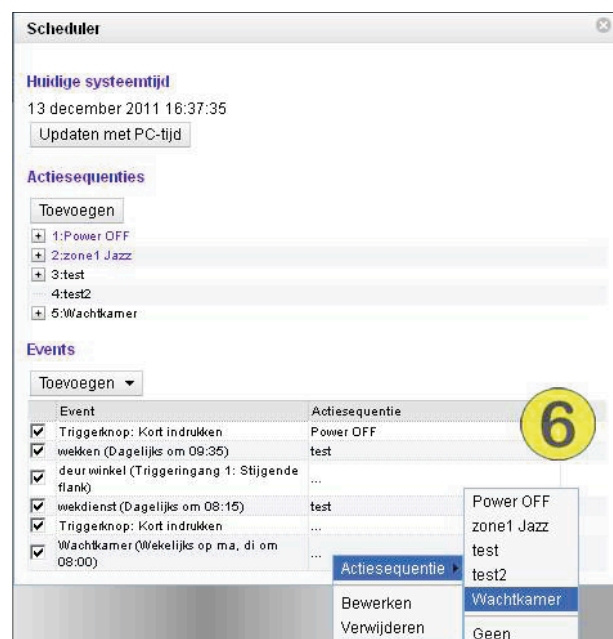 Scheduler
Huidige systeemtijd
13 december 2011 16:37:35
Updaten met PC-tijd
Actiesequenties
Toevoegen
1:Power OFF
2:zone1 Jazz
3:test
4:test2
5:Wachtkamer
Events
Toevoegen
Event Actiesequentie
Triggerknop: Kort indrukken Power OFF
wekken (Dagelijks om 09:35) test
deur winkel (Triggeringang 1: Stijgende
flank) ...
wekdienst (Dagelijks om 08:15) test
Triggerknop: Kort indrukken ...
Wachtkamer (Wekelijks op ma, di om
08:00) ...
6
Actiesequentie
Bewerken
Verwijderen
Power OFF
zone1 Jazz
test
test2
Wachtkamer
Geen